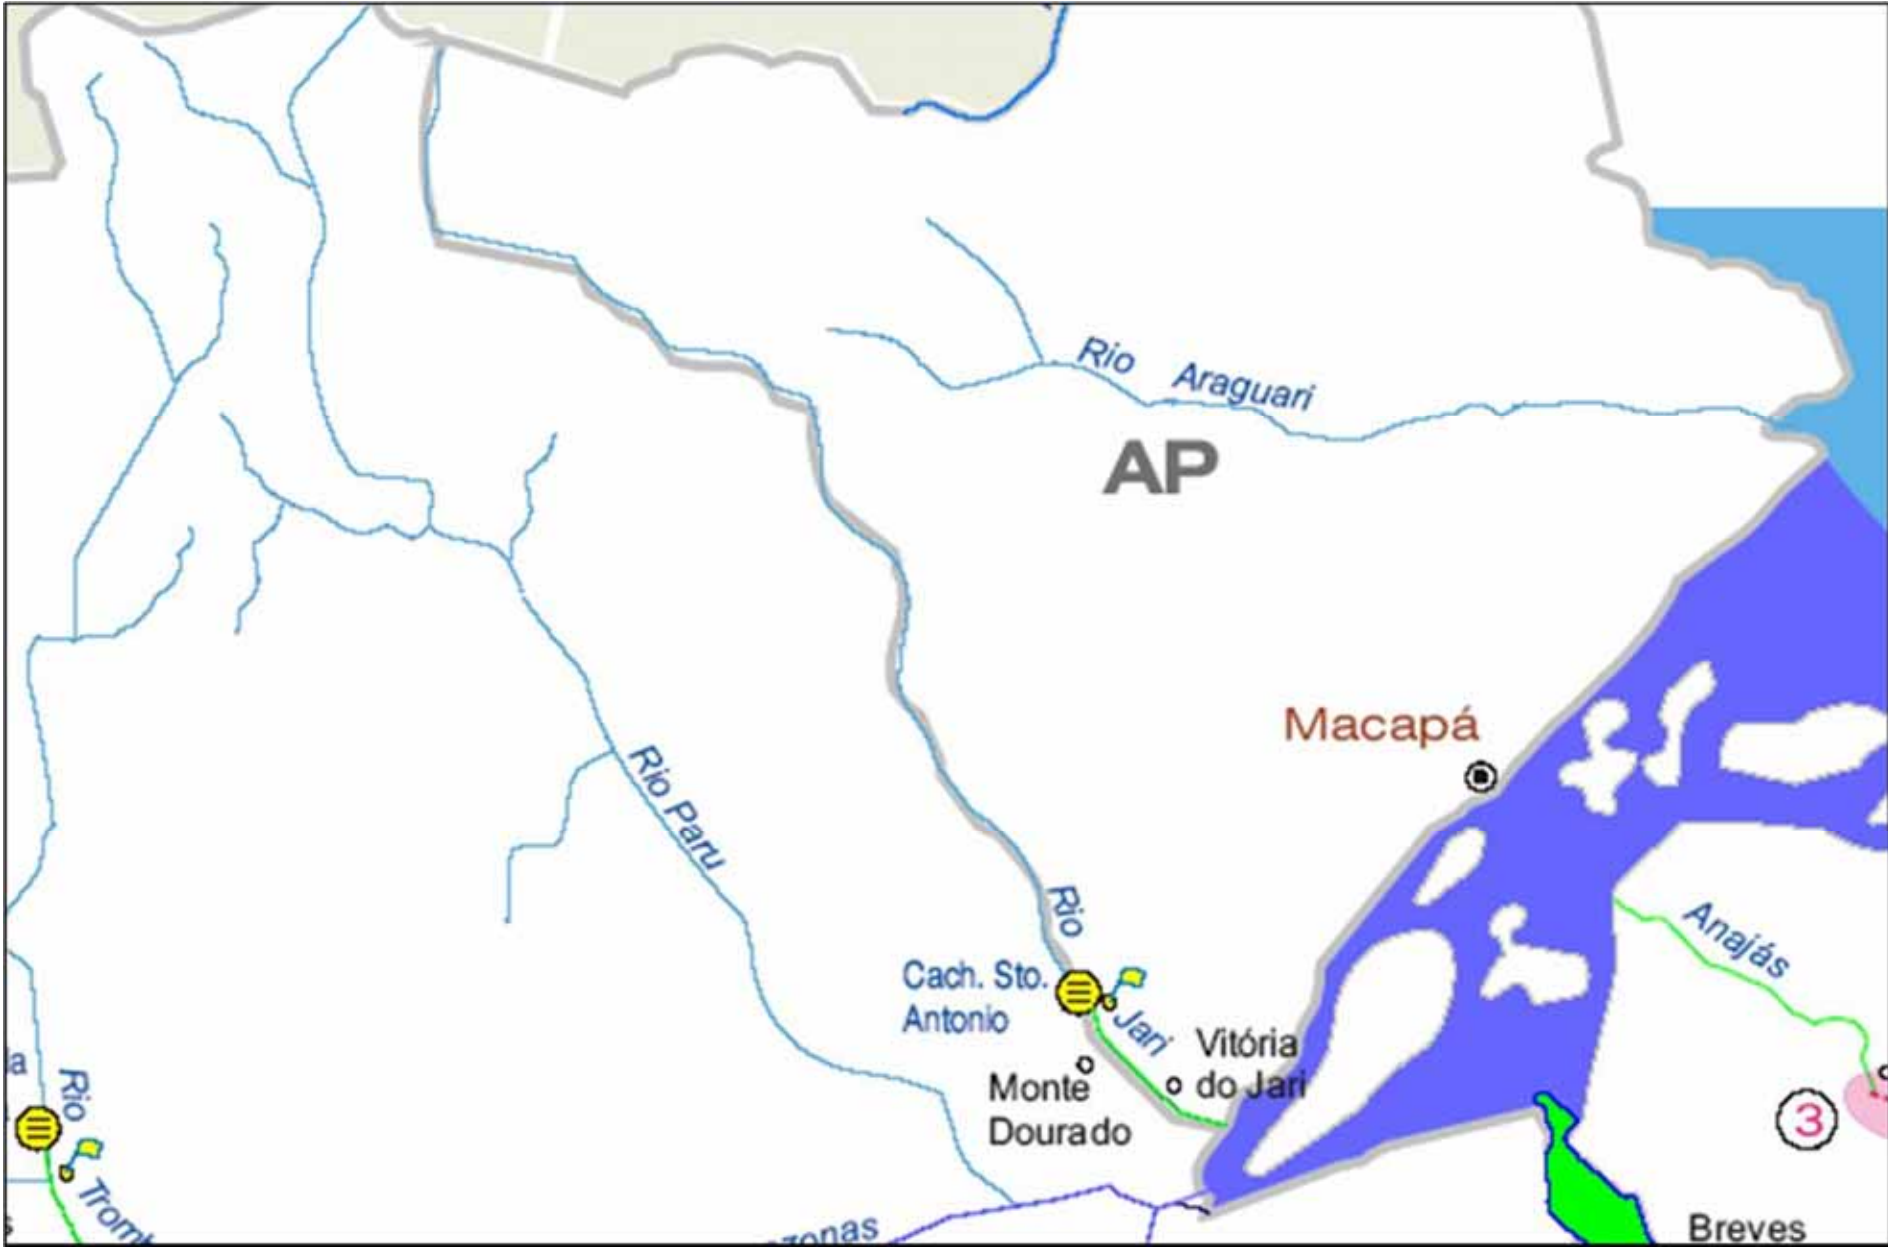 Rio Araguari
AP
Macapá
Rio Paru
Rio
Jari
Cach. Sto.
Antonio
Vitória
do Jari
Monte
Dourado
Anajás
3
Rio
Tromb
Breves